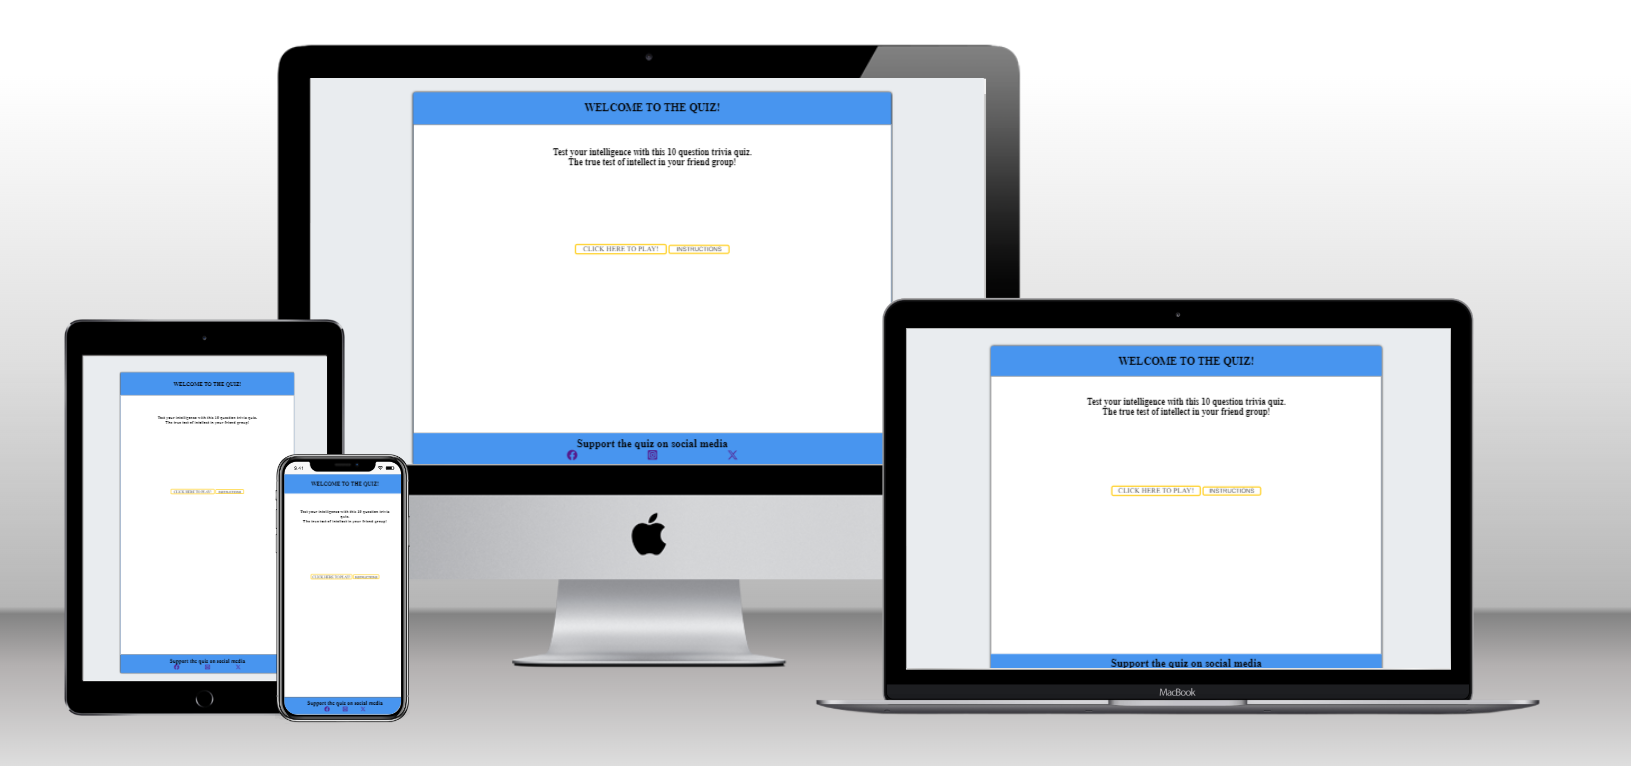 WELCOME TO THE QUIZ!
Test your intelligence with this 10 question trivia quiz.
The true test of intellect in your friend group!
CLICK HERE TO PLAY! INSTRUCTIONS
Support the quiz on social media
WELCOME TO THE QUIZ!
Test your intelligence with this 10 question trivia quiz.
The true test of intellect in your friend group!
CLICK HERE TO PLAY! INSTRUCTIONS
Support the quiz on social media
MacBook
WELCOME TO THE QUIZ!
Test your intelligence with this 10 question trivia quiz.
The true test of intellect in your friend group!
CLICK HERE TO PLAY! INSTRUCTIONS
Support the quiz on social media
9:41
WELCOME TO THE QUIZ!
Test your intelligence with this 10 question trivia
quiz.
The true test of intellect in your friend group!
CLICK HERE TO PLAY! INSTRUCTIONS
Support the quiz on social media